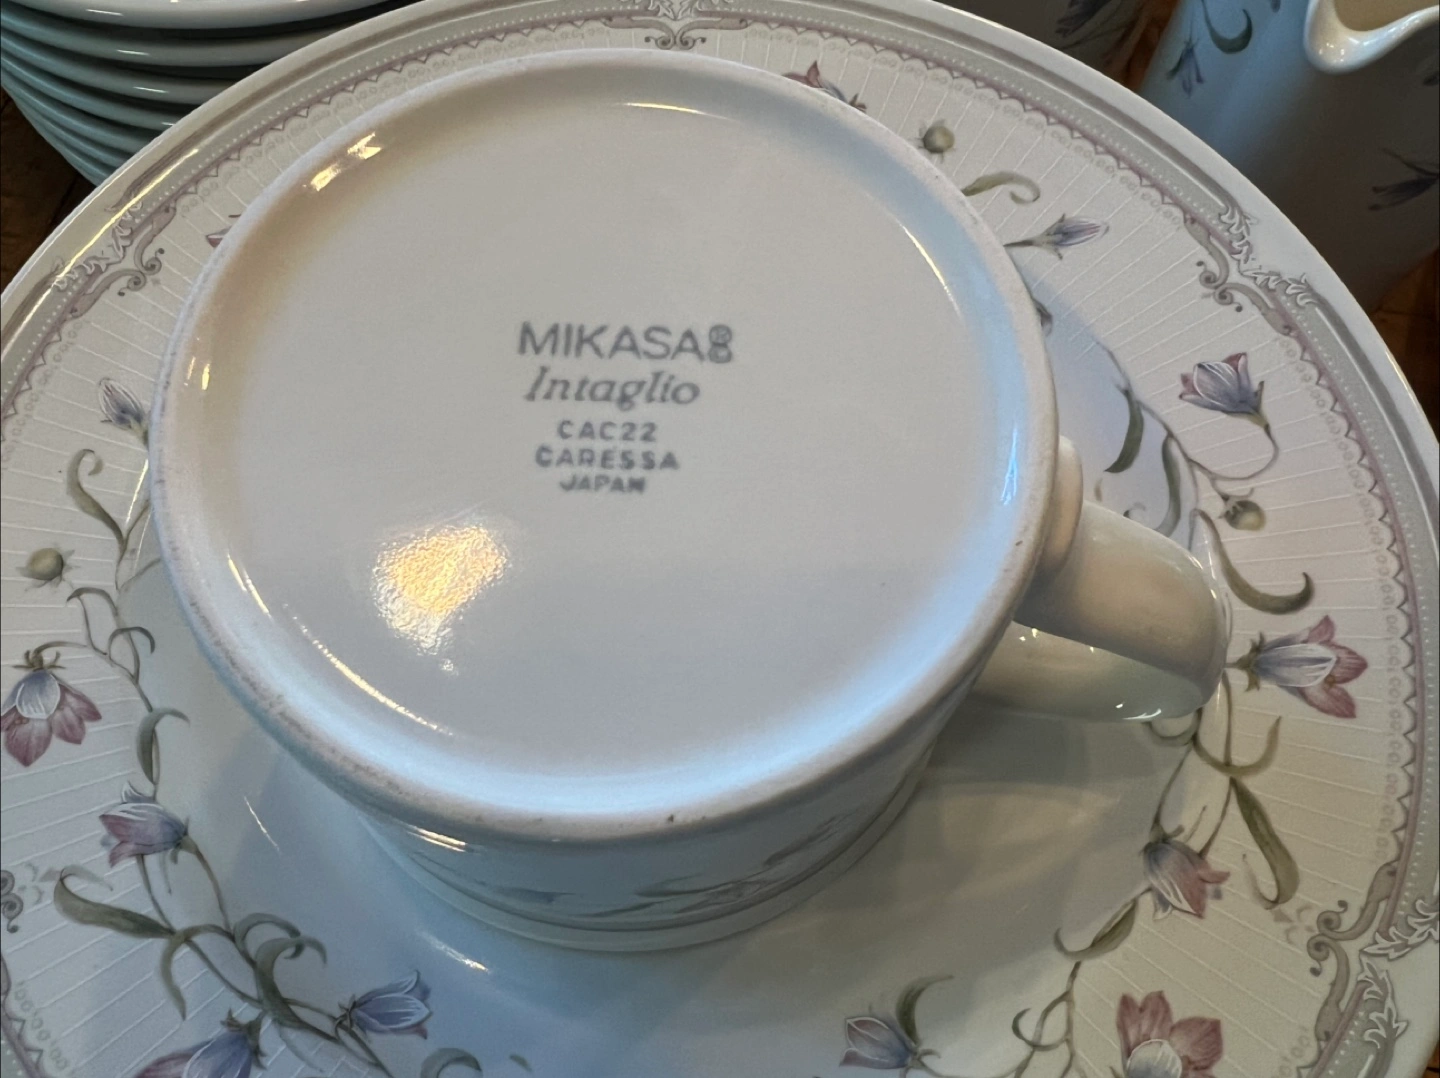 MIKASA®
Intaglio
CAC22
CARESSA
JAPAN